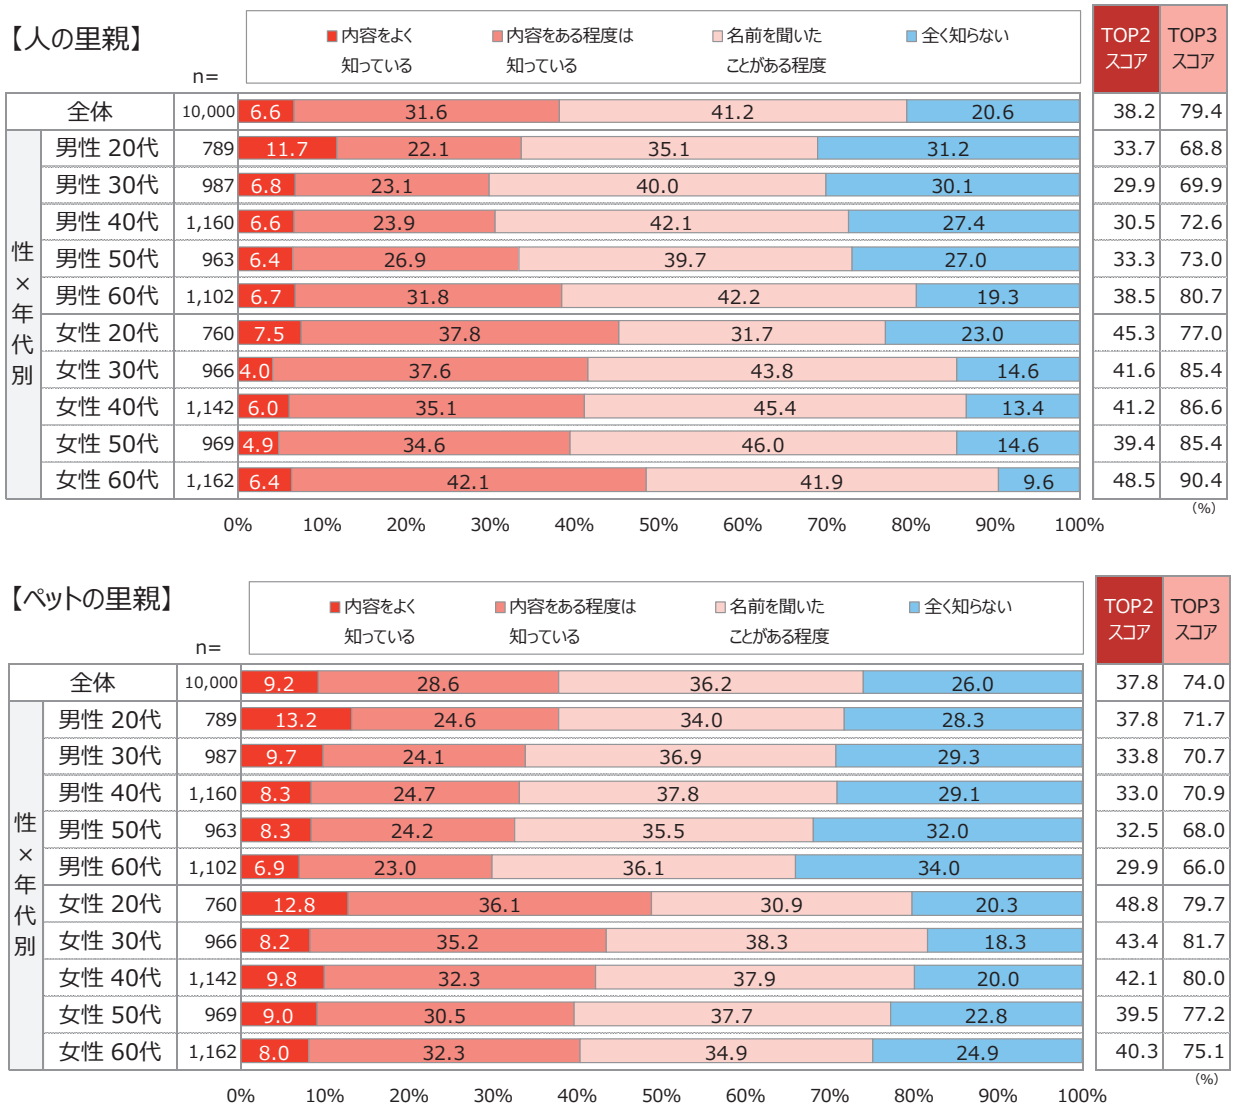 【人の里親】
■ 内容をよく ■ 内容をある程度は ■ 名前を聞いた ■ 全く知らない
知っている 知っている ことがある程度
TOP2 TOP3
スコア スコア
n=
全体 10,000 6.6 31.6 41.2 20.6 38.2 79.4
性×年代別
男性 20代 789 11.7 22.1 35.1 31.2 33.7 68.8
男性 30代 987 6.8 23.1 40.0 30.1 29.9 69.9
男性 40代 1,160 6.6 23.9 42.1 27.4 30.5 72.6
男性 50代 963 6.4 26.9 39.7 27.0 33.3 73.0
男性 60代 1,102 6.7 31.8 42.2 19.3 38.5 80.7
女性 20代 760 7.5 37.8 31.7 23.0 45.3 77.0
女性 30代 966 4.0 37.6 43.8 14.6 41.6 85.4
女性 40代 1,142 6.0 35.1 45.4 13.4 41.2 86.6
女性 50代 969 4.9 34.6 46.0 14.6 39.4 85.4
女性 60代 1,162 6.4 42.1 41.9 9.6 48.5 90.4
(%)
0% 10% 20% 30% 40% 50% 60% 70% 80% 90% 100%
【ペットの里親】
■ 内容をよく ■ 内容をある程度は ■ 名前を聞いた ■ 全く知らない
知っている 知っている ことがある程度
TOP2 TOP3
スコア スコア
n=
全体 10,000 9.2 28.6 36.2 26.0 37.8 74.0
性×年代別
男性 20代 789 13.2 24.6 34.0 28.3 37.8 71.7
男性 30代 987 9.7 24.1 36.9 29.3 33.8 70.7
男性 40代 1,160 8.3 24.7 37.8 29.1 33.0 70.9
男性 50代 963 8.3 24.2 35.5 32.0 32.5 68.0
男性 60代 1,102 6.9 23.0 36.1 34.0 29.9 66.0
女性 20代 760 12.8 36.1 30.9 20.3 48.8 79.7
女性 30代 966 8.2 35.2 38.3 18.3 43.4 81.7
女性 40代 1,142 9.8 32.3 37.9 20.0 42.1 80.0
女性 50代 969 9.0 30.5 37.7 22.8 39.5 77.2
女性 60代 1,162 8.0 32.3 34.9 24.9 40.3 75.1
(%)
0% 10% 20% 30% 40% 50% 60% 70% 80% 90% 100%